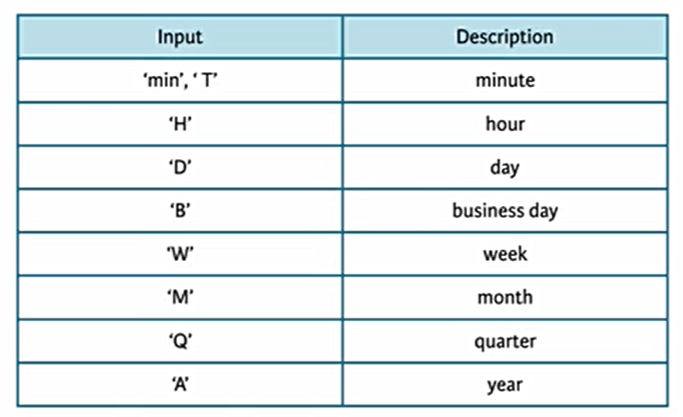 Input Description
‘min’, ‘ T’ minute
‘H’ hour
‘D’ day
‘B’ business day
‘W’ week
‘M’ month
‘Q’ quarter
‘A’ year